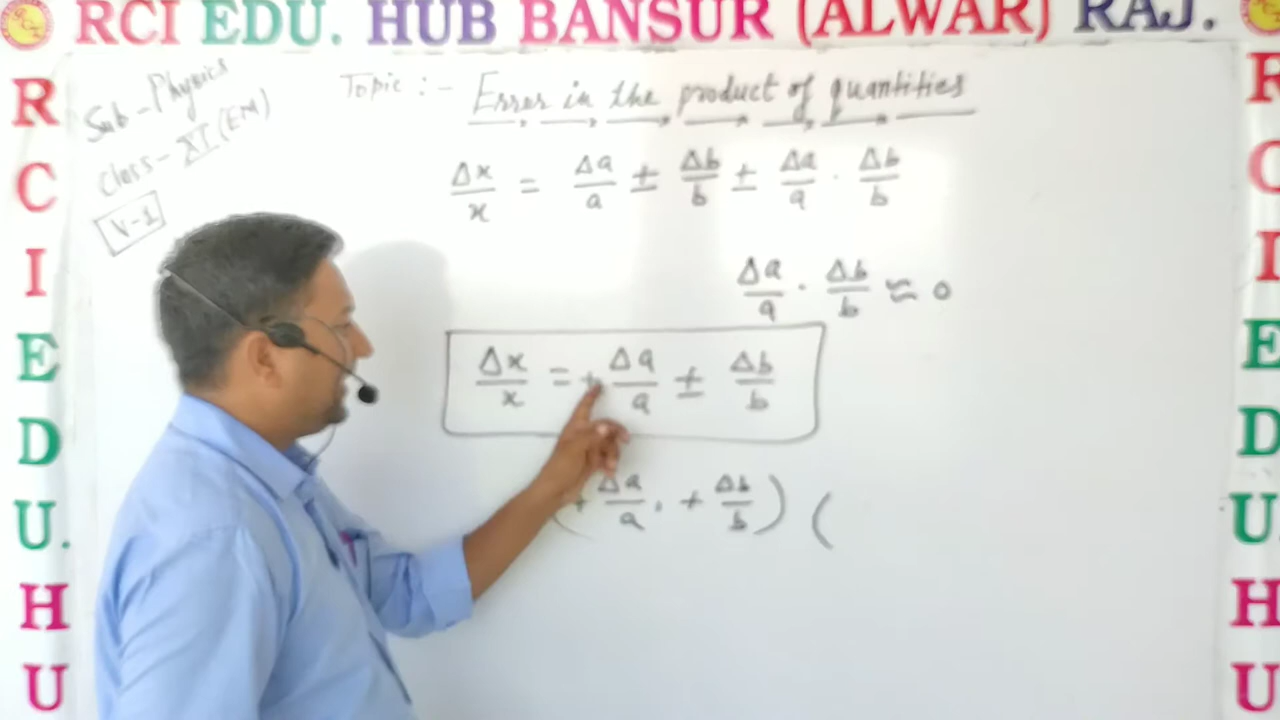 RCI EDU. HUB BANSUR (ALWAR) RAJ.
R
C
I
E
D
U.
H
U
Sub - Physics
Class - XI (EM)
V-1
Topic :- Error in the product of quantities
Δx/x = Δa/a ± Δb/b ± Δa/a · Δb/b
Δa/a · Δb/b ≈ 0
Δx/x = ± Δa/a ± Δb/b
(+ Δa/a , + Δb/b) (
R
C
I
E
D
U.
H
U